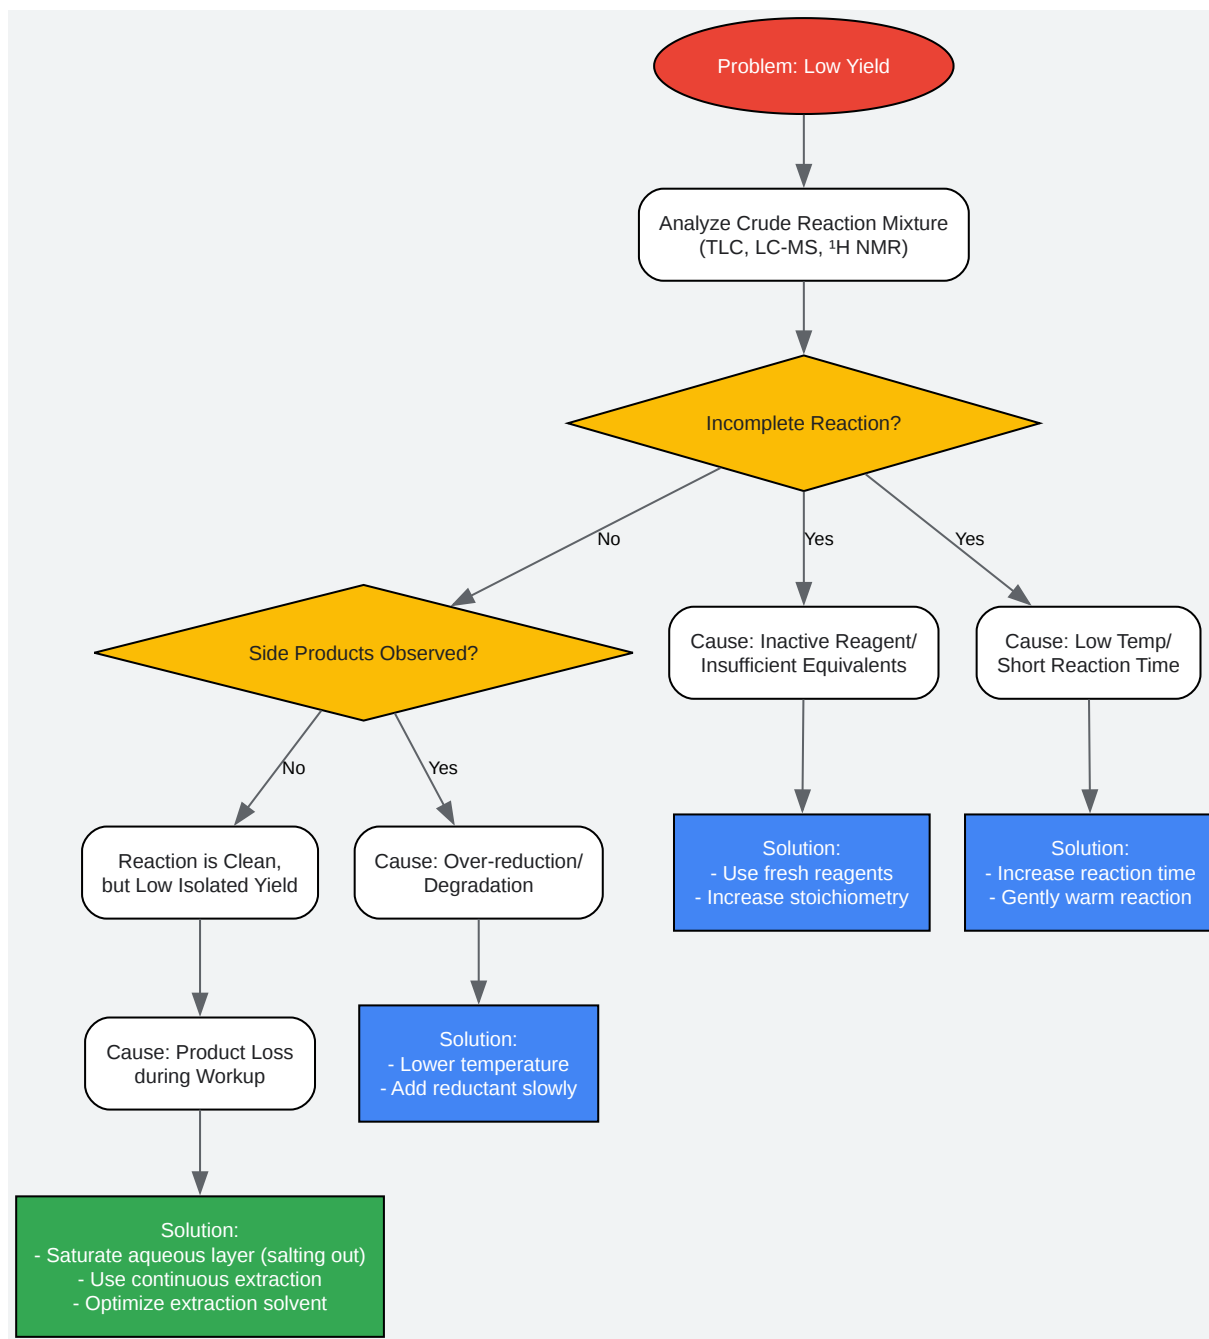 Problem: Low Yield
Analyze Crude Reaction Mixture
(TLC, LC-MS, ¹H NMR)
Incomplete Reaction?
No
Yes
Yes
Side Products Observed?
Cause: Inactive Reagent/
Insufficient Equivalents
Cause: Low Temp/
Short Reaction Time
No
Yes
Reaction is Clean,
but Low Isolated Yield
Cause: Over-reduction/
Degradation
Solution:
- Use fresh reagents
- Increase stoichiometry
Solution:
- Increase reaction time
- Gently warm reaction
Cause: Product Loss
during Workup
Solution:
- Lower temperature
- Add reductant slowly
Solution:
- Saturate aqueous layer (salting out)
- Use continuous extraction
- Optimize extraction solvent